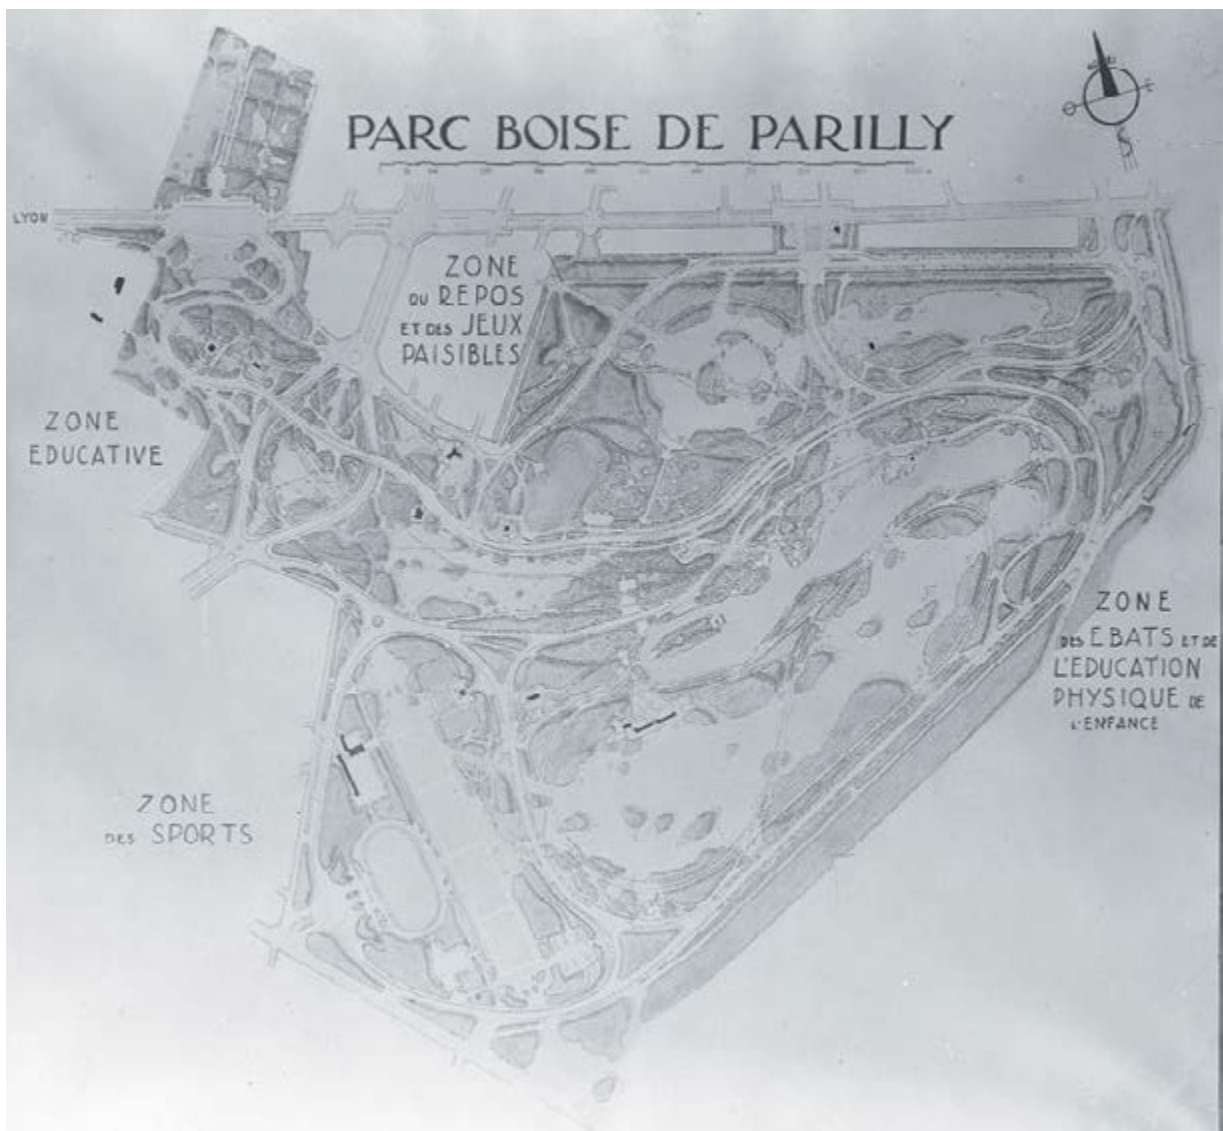 PARC BOISE DE PARILLY
LYON
ZONE
DU REPOS
ET DES JEUX
PAISIBLES
ZONE
EDUCATIVE
ZONE
DES EBATS ET DE
L'EDUCATION
PHYSIQUE DE
L'ENFANCE
ZONE
DES SPORTS